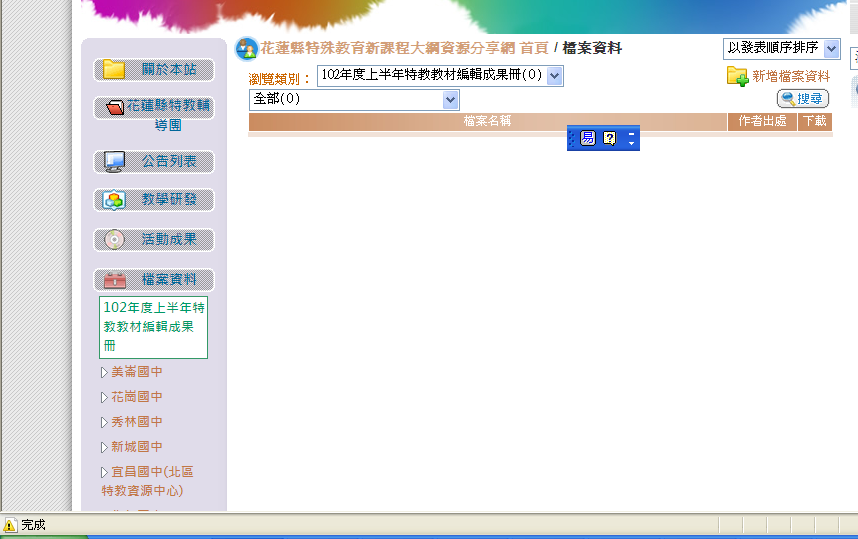 關於本站
花蓮縣特教輔
導團
公告列表
教學研發
活動成果
檔案資料
102年度上半年特
教教材編輯成果
冊
美崙國中
花崗國中
秀林國中
新城國中
宜昌國中(北區
特教資源中心)
花蓮縣特殊教育新課程大綱資源分享網 首頁 / 檔案資料
以發表順序排序
瀏覽類別：
102年度上半年特教教材編輯成果冊(0)
新增檔案資料
全部(0)
搜尋
檔案名稱
作者出處
下載
易
?
完成